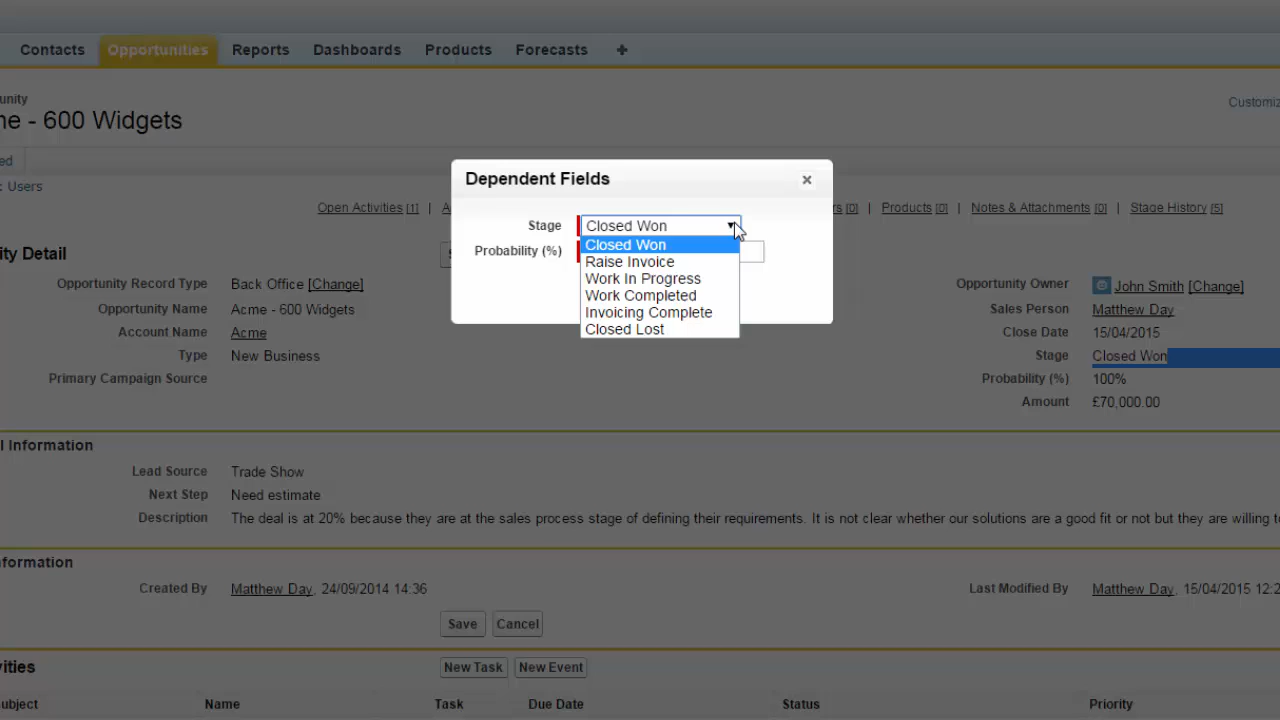 Contacts Opportunities Reports Dashboards Products Forecasts +
unity
Customiz
me - 600 Widgets
ed
: Users
Open Activities [1] | A rs [0] | Products [0] | Notes & Attachments [0] | Stage History [5]
Dependent Fields ×
Stage Closed Won
Probability (%)
Closed Won
Raise Invoice
Work In Progress
Work Completed
Invoicing Complete
Closed Lost
ity Detail
Opportunity Record Type Back Office [Change] Opportunity Owner John Smith [Change]
Opportunity Name Acme - 600 Widgets Sales Person Matthew Day
Account Name Acme Close Date 15/04/2015
Type New Business Stage Closed Won
Primary Campaign Source Probability (%) 100%
Amount £70,000.00
l Information
Lead Source Trade Show
Next Step Need estimate
Description The deal is at 20% because they are at the sales process stage of defining their requirements. It is not clear whether our solutions are a good fit or not but they are willing to
nformation
Created By Matthew Day, 24/09/2014 14:36 Last Modified By Matthew Day, 15/04/2015 12:2
Save Cancel
vities New Task New Event
ubject Name Task Due Date Status Priority